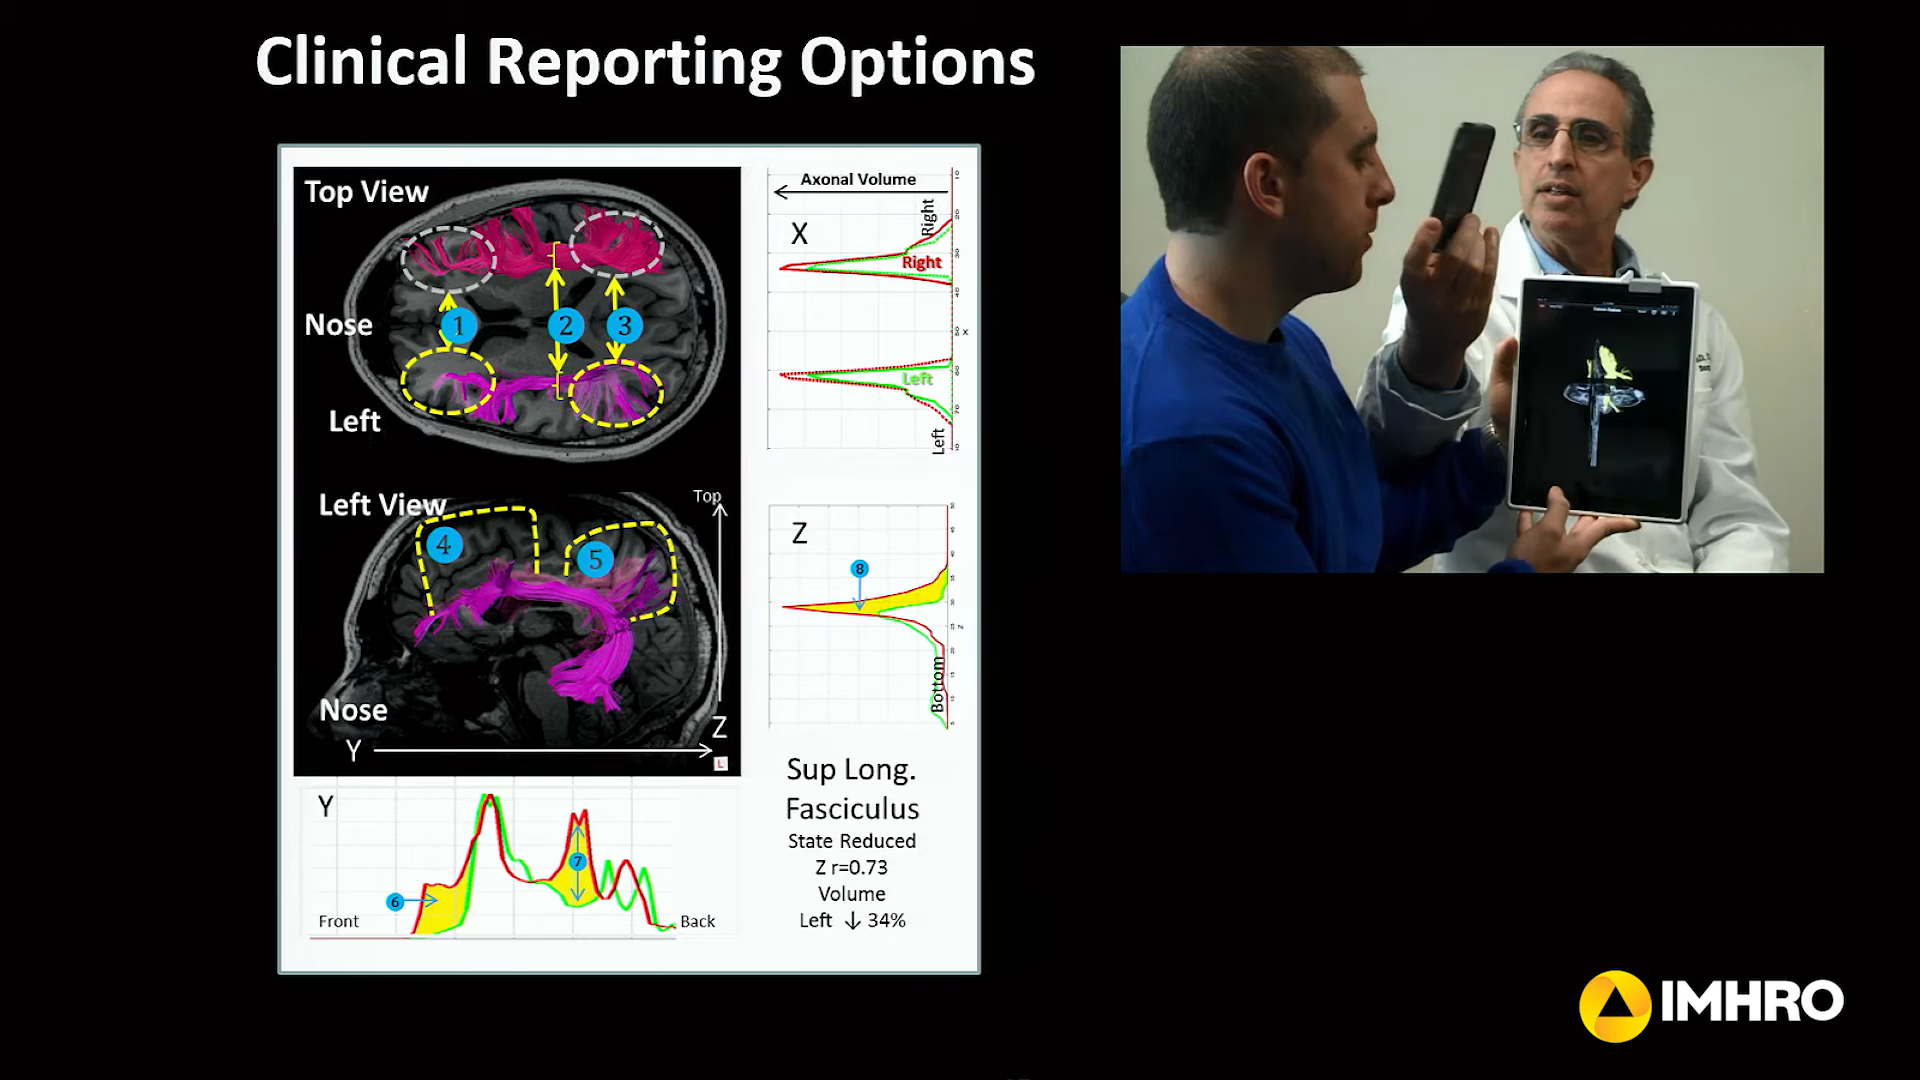 Clinical Reporting Options
Top View
Nose
1
2
3
Left
Left View
Top
4
5
Nose
Y
Z
L
Axonal Volume
X
Right
Right
Left
Left
X
Z
8
Z
Bottom
Y
6
7
Front
Back
Sup Long.
Fasciculus
State Reduced
Z r=0.73
Volume
Left ↓ 34%
IMHRO